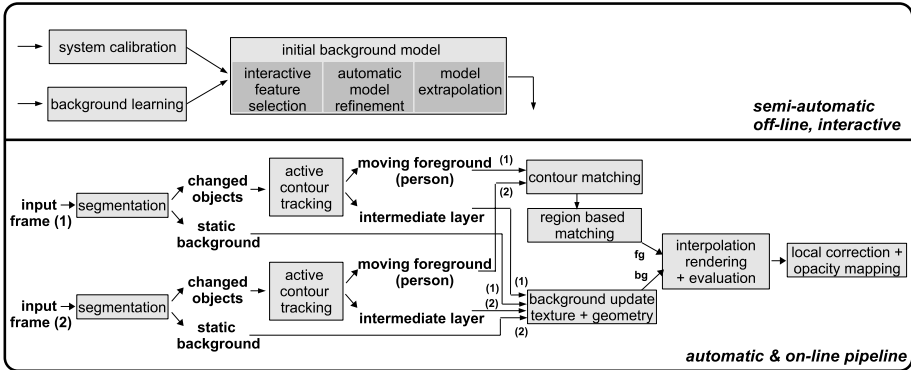 system calibration
background learning
initial background model
interactive
feature
selection
automatic
model
refinement
model
extrapolation
semi-automatic
off-line, interactive
input
frame (1)
segmentation
changed
objects
static
background
active
contour
tracking
moving foreground
(person)
intermediate layer
(1)
(2)
contour matching
region based
matching
input
frame (2)
segmentation
changed
objects
static
background
active
contour
tracking
moving foreground
(person)
intermediate layer
(1)
(1)
(2)
(2)
background update
texture + geometry
fg
bg
interpolation
rendering
+ evaluation
local correction +
opacity mapping
automatic & on-line pipeline